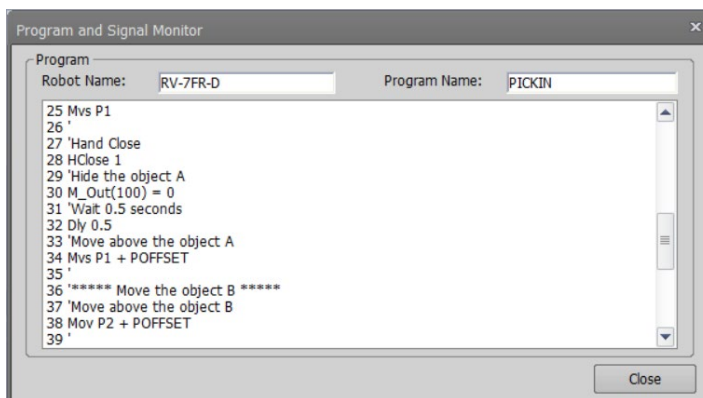 Program and Signal Monitor
Program
Robot Name: RV-7FR-D Program Name: PICKIN
25 Mvs P1
26 '
27 'Hand Close
28 HClose 1
29 'Hide the object A
30 M_Out(100) = 0
31 'Wait 0.5 seconds
32 Dly 0.5
33 'Move above the object A
34 Mvs P1 + POFFSET
35 '
36 '***** Move the object B *****
37 'Move above the object B
38 Mov P2 + POFFSET
39 '
Close